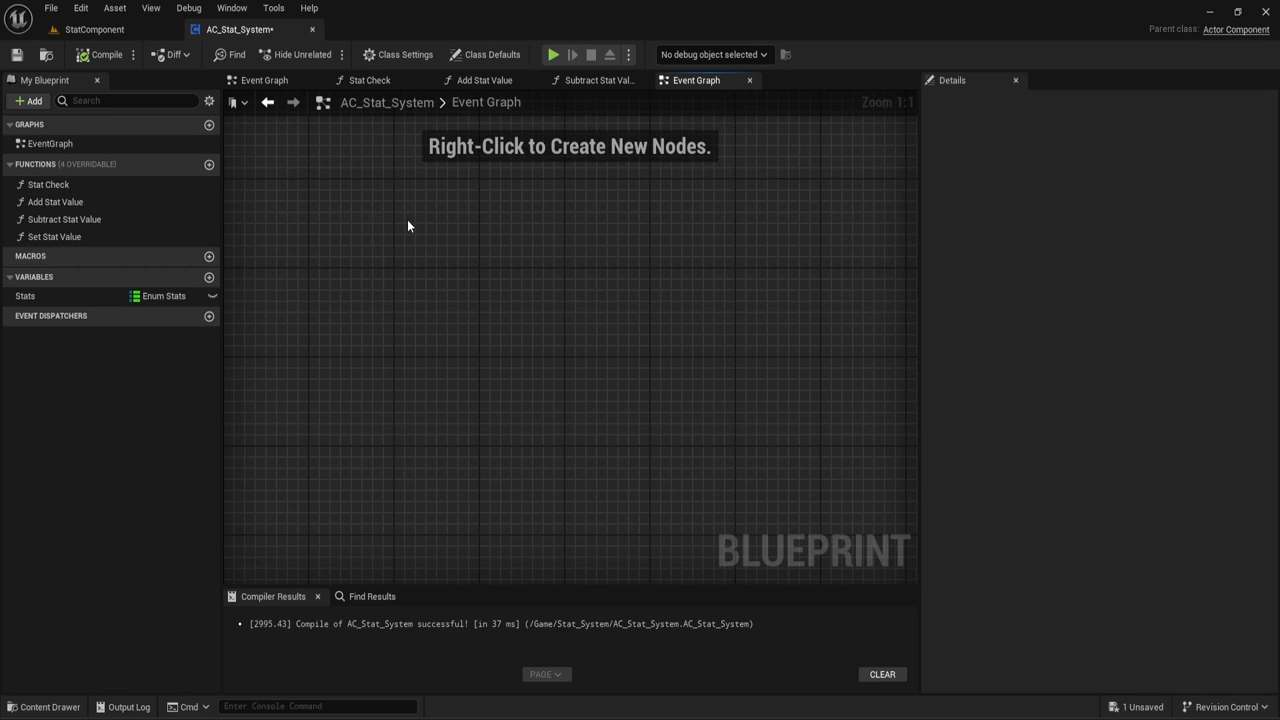 File Edit Asset View Debug Window Tools Help
StatComponent
AC_Stat_System•
Parent class: Actor Component
Compile
Diff
Find
Hide Unrelated
Class Settings
Class Defaults
No debug object selected
My Blueprint
Event Graph
Stat Check
Add Stat Value
Subtract Stat Val...
Event Graph
Details
Add
Search
AC_Stat_System > Event Graph
Zoom 1:1
GRAPHS
EventGraph
FUNCTIONS (4 OVERRIDABLE)
Stat Check
Add Stat Value
Subtract Stat Value
Set Stat Value
MACROS
VARIABLES
Stats Enum Stats
EVENT DISPATCHERS
Right-Click to Create New Nodes.
BLUEPRINT
Compiler Results
Find Results
• [2995.43] Compile of AC_Stat_System successful! [in 37 ms] (/Game/Stat_System/AC_Stat_System.AC_Stat_System)
PAGE
CLEAR
Content Drawer
Output Log
Cmd
Enter Console Command
1 Unsaved
Revision Control